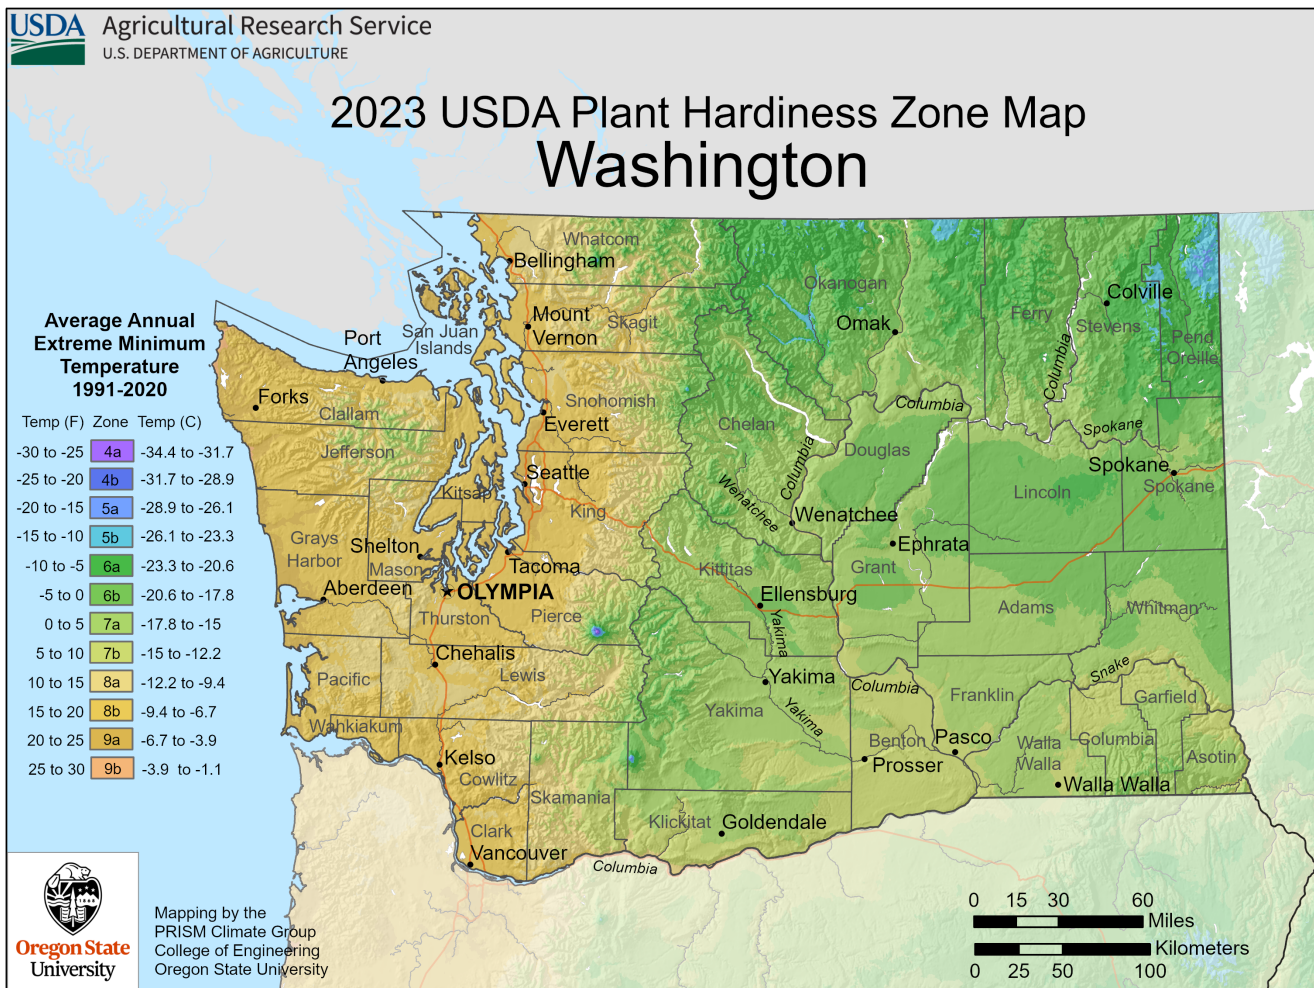 USDA
Agricultural Research Service
U.S. DEPARTMENT OF AGRICULTURE
2023 USDA Plant Hardiness Zone Map
Washington
Average Annual
Extreme Minimum
Temperature
1991-2020
Temp (F) Zone Temp (C)
-30 to -25 4a -34.4 to -31.7
-25 to -20 4b -31.7 to -28.9
-20 to -15 5a -28.9 to -26.1
-15 to -10 5b -26.1 to -23.3
-10 to -5 6a -23.3 to -20.6
-5 to 0 6b -20.6 to -17.8
0 to 5 7a -17.8 to -15
5 to 10 7b -15 to -12.2
10 to 15 8a -12.2 to -9.4
15 to 20 8b -9.4 to -6.7
20 to 25 9a -6.7 to -3.9
25 to 30 9b -3.9 to -1.1
Whatcom
Bellingham
Mount
Vernon
Skagit
San Juan
Islands
Port
Angeles
Forks
Clallam
Jefferson
Snohomish
Everett
Seattle
Kitsap
King
Grays
Harbor
Shelton
Mason
Tacoma
Aberdeen
OLYMPIA
Thurston
Pierce
Chehalis
Lewis
Pacific
Wahkiakum
Kelso
Cowlitz
Skamania
Clark
Vancouver
Columbia
Okanogan
Omak
Ferry
Colville
Stevens
Pend
Oreille
Columbia
Columbia
Chelan
Douglas
Columbia
Wenatchee
Wenatchee
Spokane
Spokane
Spokane
Lincoln
Ephrata
Grant
Kittitas
Ellensburg
Yakima
Adams
Whitman
Yakima
Yakima
Yakima
Columbia
Franklin
Snake
Garfield
Benton
Pasco
Prosser
Walla
Walla
Columbia
Asotin
Walla Walla
Klickitat
Goldendale
0 15 30 60
Miles
Kilometers
0 25 50 100
Oregon State
University
Mapping by the
PRISM Climate Group
College of Engineering
Oregon State University